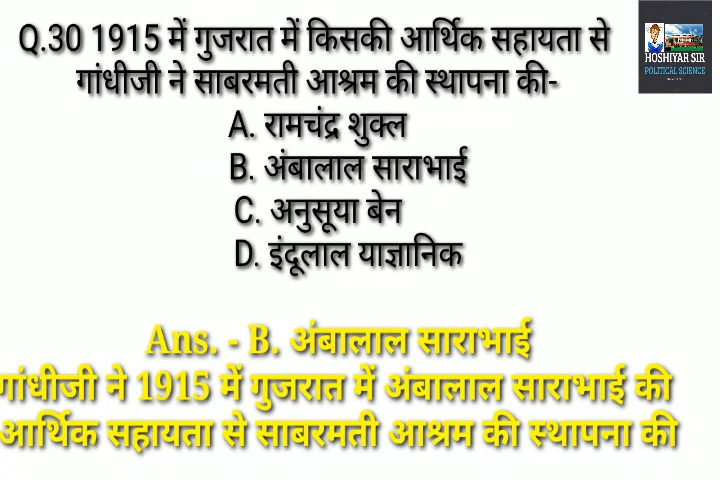 Q.30 1915 में गुजरात में किसकी आर्थिक सहायता से
गांधीजी ने साबरमती आश्रम की स्थापना की-
A. रामचंद्र शुक्ल
B. अंबालाल साराभाई
C. अनुसूया बेन
D. इंदूलाल याज्ञानिक
HOSHIYAR SIR
POLITICAL SCIENCE
Ans. - B. अंबालाल साराभाई
गांधीजी ने 1915 में गुजरात में अंबालाल साराभाई की
आर्थिक सहायता से साबरमती आश्रम की स्थापना की